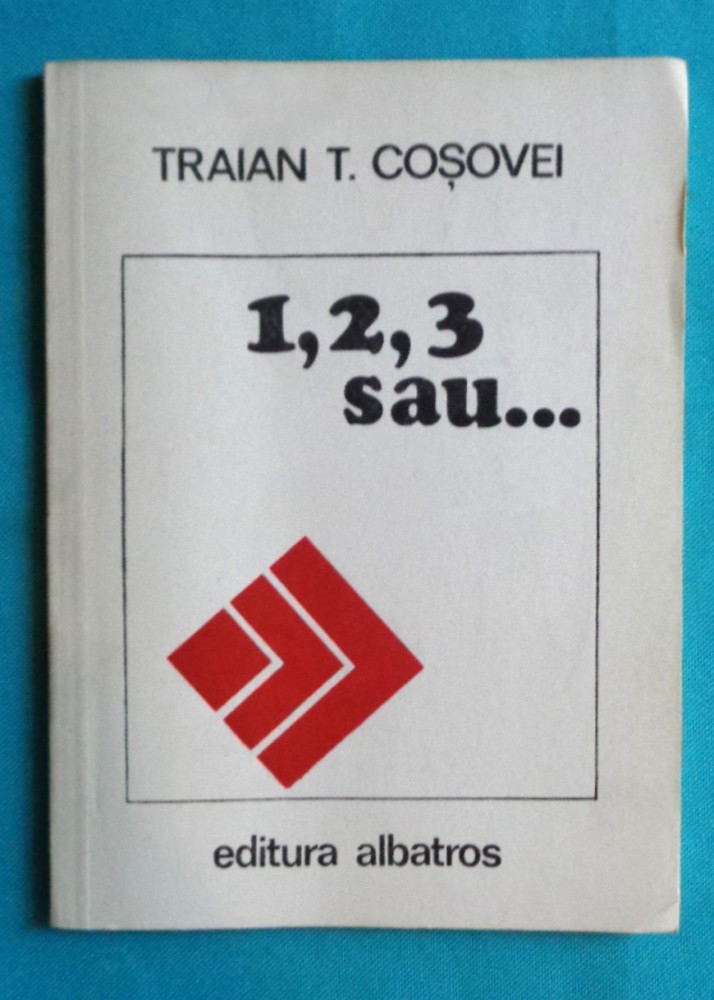 TRAIAN T. COȘOVEI
1, 2, 3
sau...
editura albatros